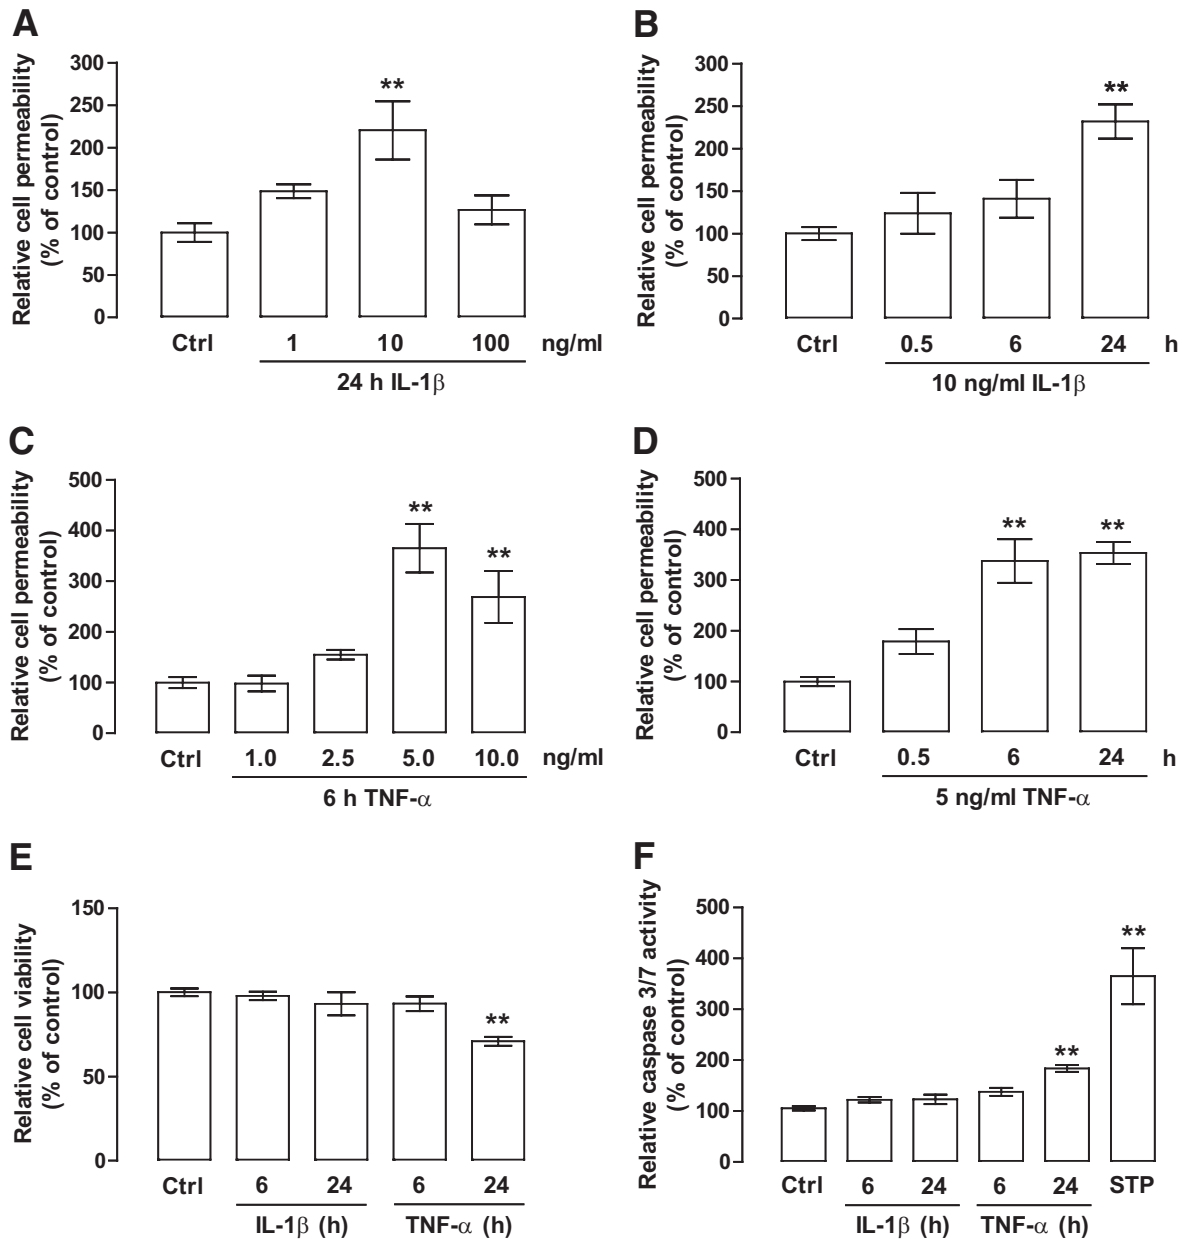 A
Relative cell permeability
(% of control)
300
250
200
150
100
50
0
**
Ctrl 1 10 100 ng/ml
24 h IL-1β
B
Relative cell permeability
(% of control)
300
250
200
150
100
50
0
**
Ctrl 0.5 6 24 h
10 ng/ml IL-1β
C
Relative cell permeability
(% of control)
500
400
300
200
100
0
**
**
Ctrl 1.0 2.5 5.0 10.0 ng/ml
6 h TNF-α
D
Relative cell permeability
(% of control)
500
400
300
200
100
0
** **
Ctrl 0.5 6 24 h
5 ng/ml TNF-α
E
Relative cell viability
(% of control)
150
100
50
0
**
Ctrl 6 24 6 24
IL-1β (h) TNF-α (h)
F
Relative caspase 3/7 activity
(% of control)
500
400
300
200
100
0
**
**
Ctrl 6 24 6 24 STP
IL-1β (h) TNF-α (h)